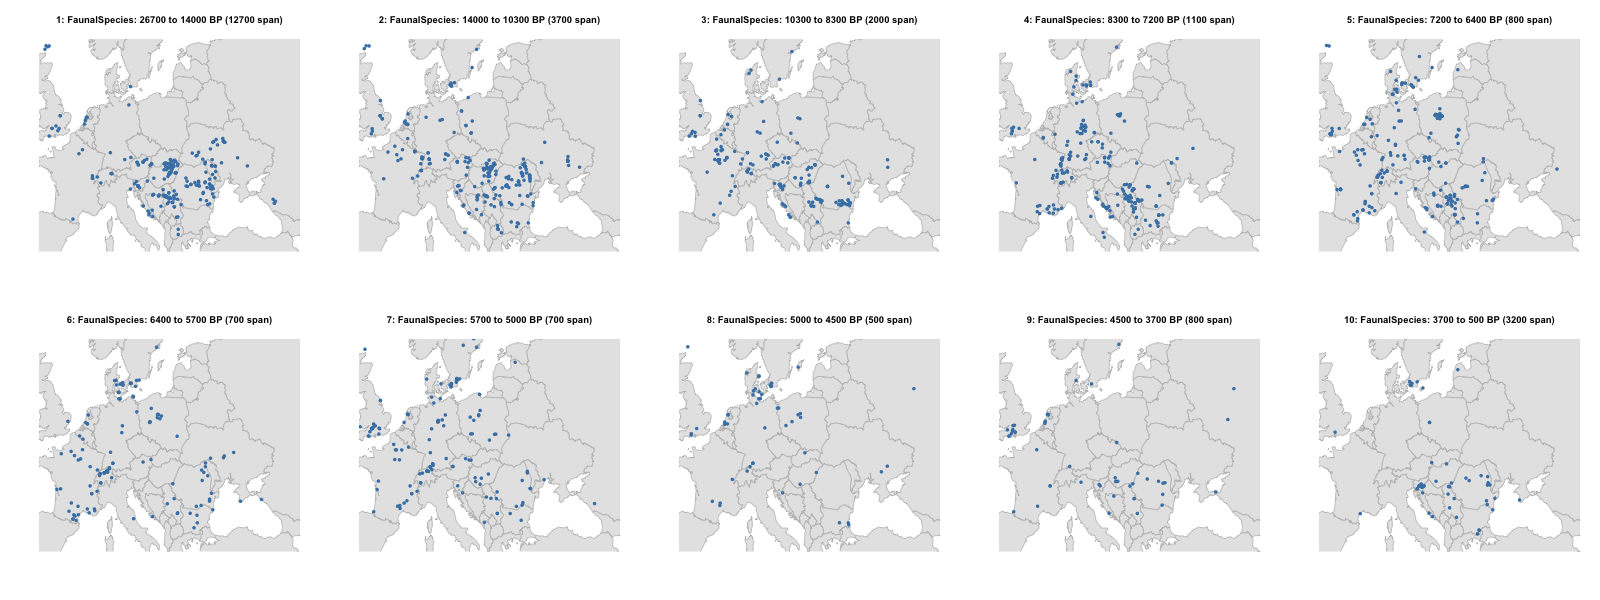 1: FaunalSpecies: 26700 to 14000 BP (12700 span)
2: FaunalSpecies: 14000 to 10300 BP (3700 span)
3: FaunalSpecies: 10300 to 8300 BP (2000 span)
4: FaunalSpecies: 8300 to 7200 BP (1100 span)
5: FaunalSpecies: 7200 to 6400 BP (800 span)
6: FaunalSpecies: 6400 to 5700 BP (700 span)
7: FaunalSpecies: 5700 to 5000 BP (700 span)
8: FaunalSpecies: 5000 to 4500 BP (500 span)
9: FaunalSpecies: 4500 to 3700 BP (800 span)
10: FaunalSpecies: 3700 to 500 BP (3200 span)